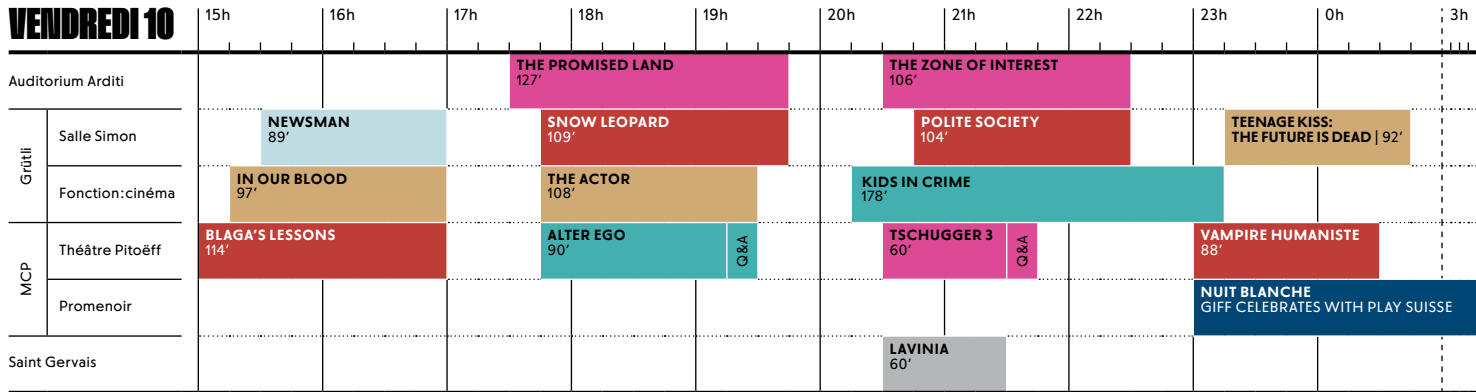 VENDREDI 10
15h 16h 17h 18h 19h 20h 21h 22h 23h 0h 3h
Auditorium Arditi
THE PROMISED LAND
127’
THE ZONE OF INTEREST
106’
Grütli
Salle Simon
NEWSMAN
89’
SNOW LEOPARD
109’
POLITE SOCIETY
104’
TEENAGE KISS:
THE FUTURE IS DEAD | 92’
Fonction:cinéma
IN OUR BLOOD
97’
THE ACTOR
108’
KIDS IN CRIME
178’
MCP
Théâtre Pitoëff
BLAGA’S LESSONS
114’
ALTER EGO
90’
Q&A
TSCHUGGER 3
60’
Q&A
VAMPIRE HUMANISTE
88’
Promenoir
NUIT BLANCHE
GIFF CELEBRATES WITH PLAY SUISSE
Saint Gervais
LAVINIA
60’